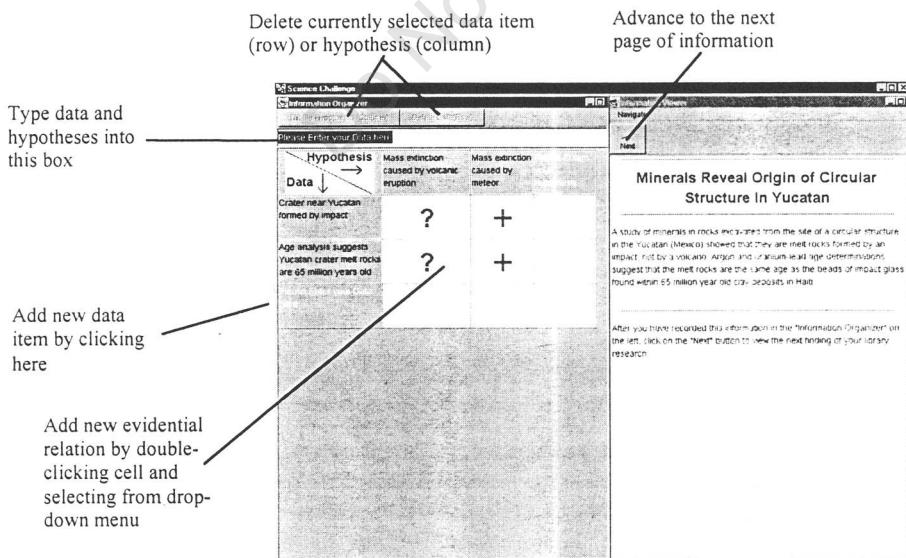 Delete currently selected data item
(row) or hypothesis (column)
Advance to the next
page of information
Type data and
hypotheses into
this box
Add new data
item by clicking
here
Add new evidential
relation by double-
clicking cell and
selecting from drop-
down menu
Science Challenge
Information Organizer
Please Enter your Data here
Hypothesis
Data
Mass extinction
caused by volcanic
eruption
Mass extinction
caused by
meteor
Crater near Yucatan
formed by impact
? +
Age analysis suggests
Yucatan crater melt rocks
are 65 million years old
? +
Information Viewer
Navigate
Next
Minerals Reveal Origin of Circular
Structure In Yucatan
A study of minerals in rocks excavated from the site of a circular structure
in the Yucatan (Mexico) showed that they are melt rocks formed by an
impact, not by a volcano. Argon and uranium-lead age determinations
suggest that the melt rocks are the same age as the beads of impact glass
found within 65 million year old clay deposits in Haiti
After you have recorded this information in the "Information Organizer" on
the left, click on the "Next" button to view the next finding of your library
research